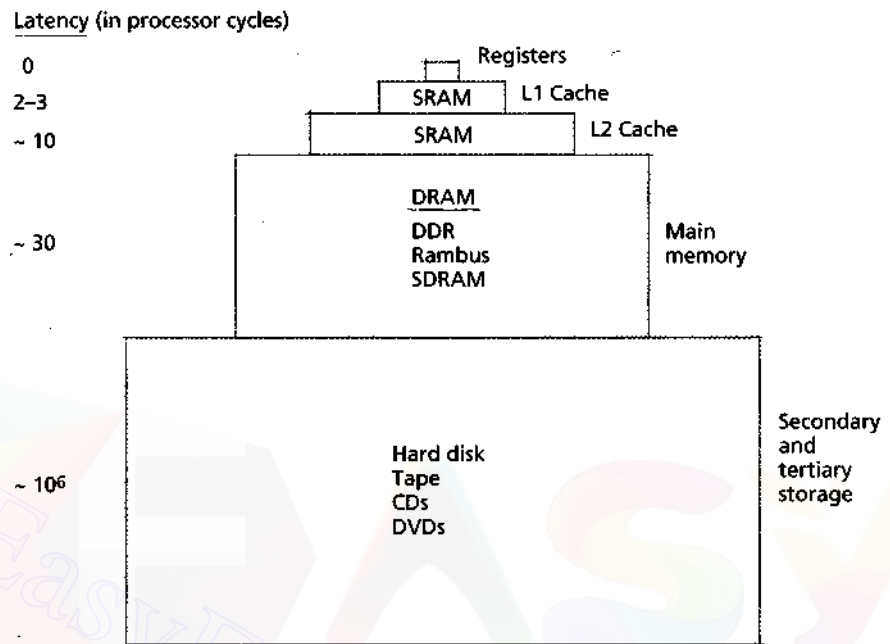 Latency (in processor cycles)
0
Registers
2–3
SRAM
L1 Cache
~ 10
SRAM
L2 Cache
~ 30
DRAM
DDR
Rambus
SDRAM
Main
memory
~ 10⁶
Hard disk
Tape
CDs
DVDs
Secondary
and
tertiary
storage
EASy